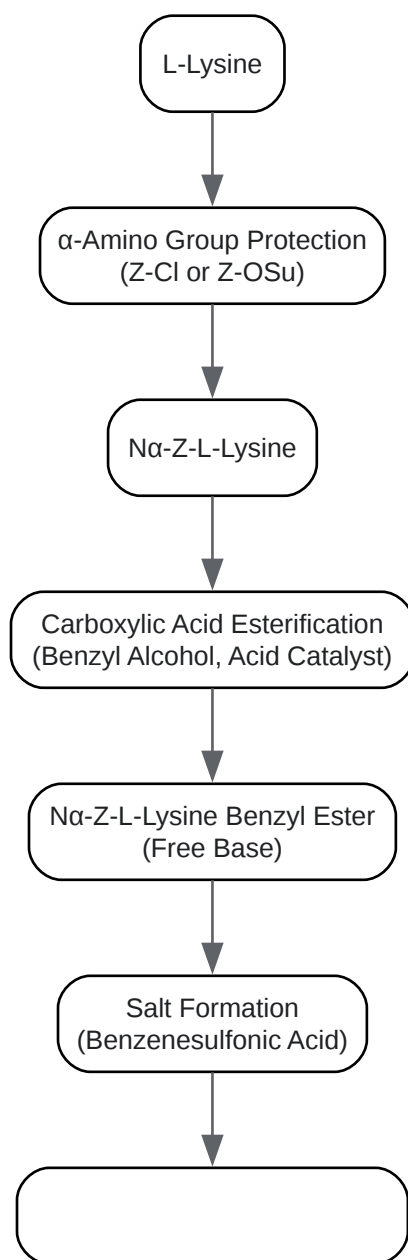 L-Lysine
α-Amino Group Protection
(Z-Cl or Z-OSu)
Nα-Z-L-Lysine
Carboxylic Acid Esterification
(Benzyl Alcohol, Acid Catalyst)
Nα-Z-L-Lysine Benzyl Ester
(Free Base)
Salt Formation
(Benzenesulfonic Acid)